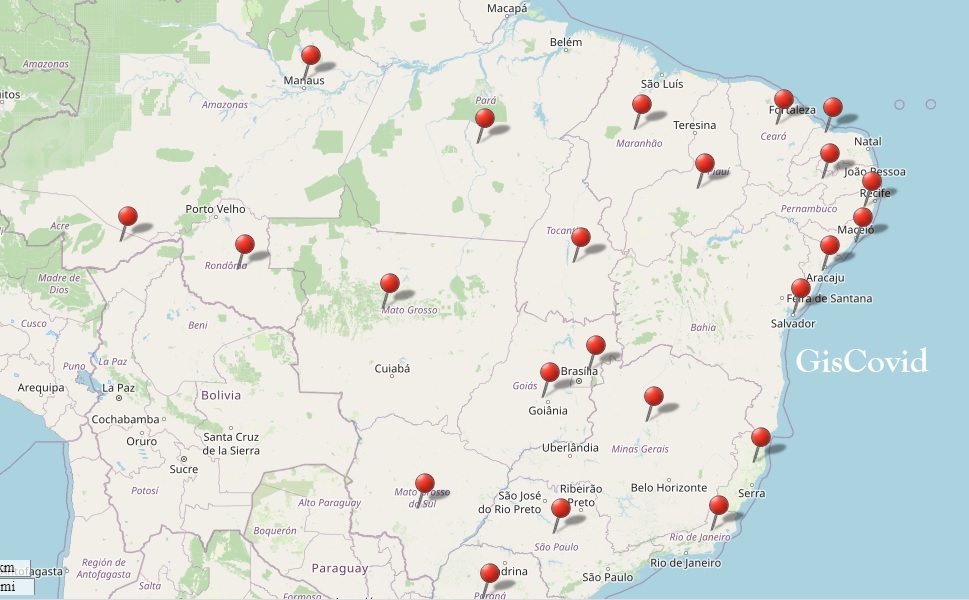 Macapá
Belém
Amazonas
Manaus
São Luís
Amazonas
Pará
Fortaleza
Teresina
Maranhão
Ceará
Natal
João Pessoa
Piauí
Recife
Porto Velho
Pernambuco
Acre
Maceió
Tocant
Rondônia
Madre de
Dios
Aracaju
Feira de Santana
Mato Grosso
Salvador
Cusco
Beni
Bahia
La Paz
Puno
GisCovid
Cuiabá
Brasília
Arequipa
La Paz
Goiás
Bolivia
Goiânia
Cochabamba
Oruro
Santa Cruz
de la Sierra
Uberlândia
Minas Gerais
Sucre
Potosí
Mato Grosso
do Sul
Alto Paraguay
São José
do Rio Preto
Ribeirão
Preto
Belo Horizonte
Serra
Boquerón
São Paulo
Rio de Janeiro
Rio de Janeiro
Región de
Antofagasta
Paraguay
km
tofagasta
drina
São Paulo
mi
Salta
Formosa
Paraná